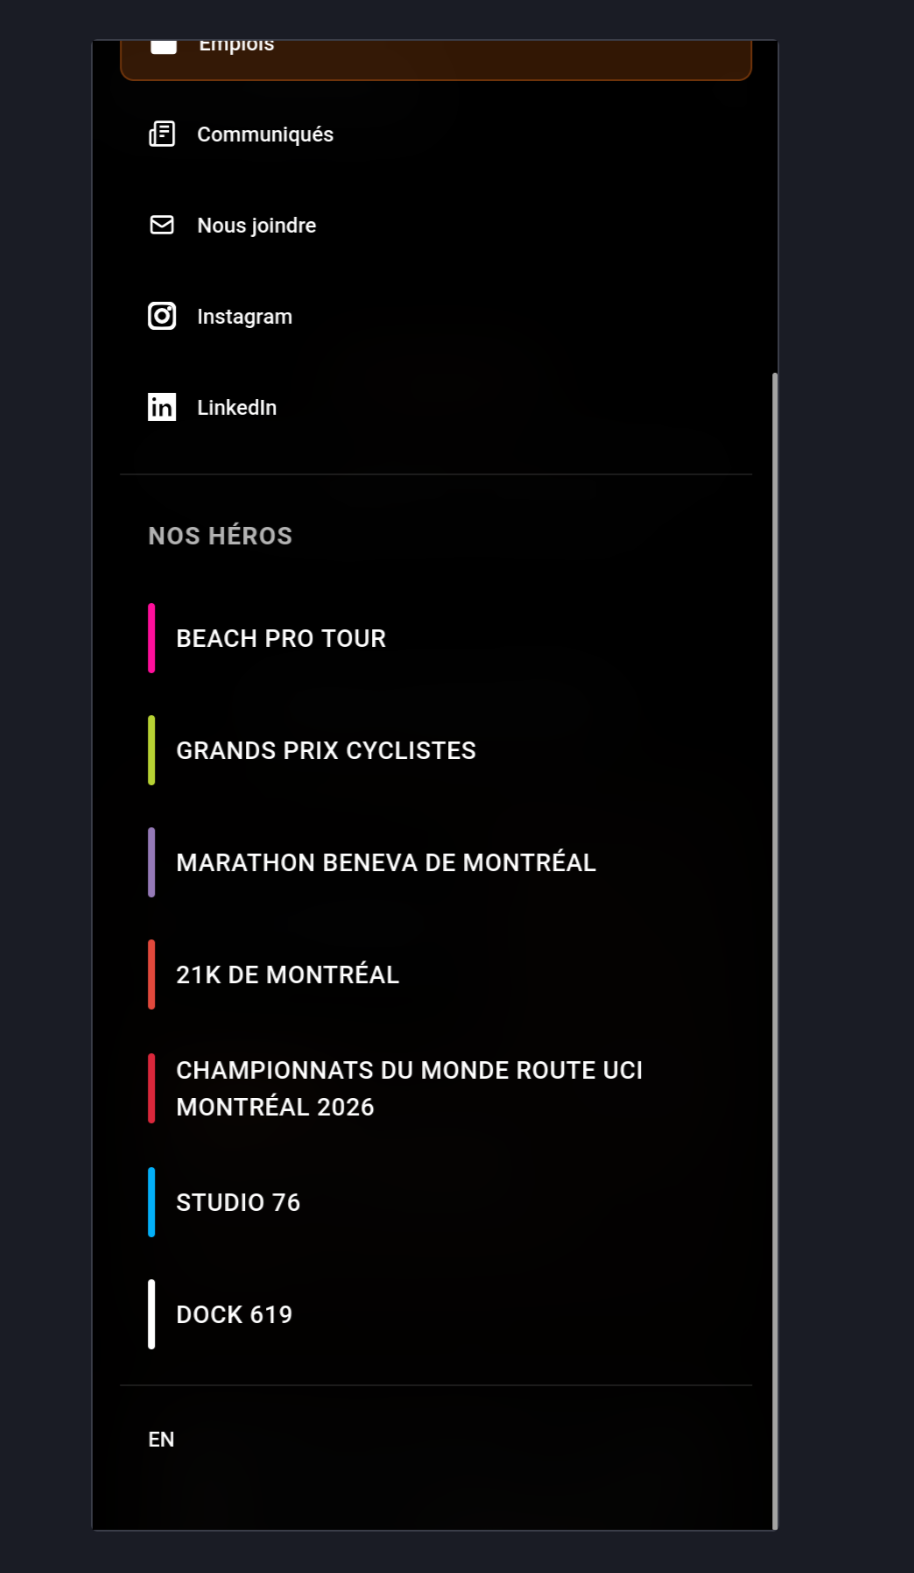 Emplois
Communiqués
Nous joindre
Instagram
LinkedIn
NOS HÉROS
BEACH PRO TOUR
GRANDS PRIX CYCLISTES
MARATHON BENEVA DE MONTRÉAL
21K DE MONTRÉAL
CHAMPIONNATS DU MONDE ROUTE UCI
MONTRÉAL 2026
STUDIO 76
DOCK 619
EN